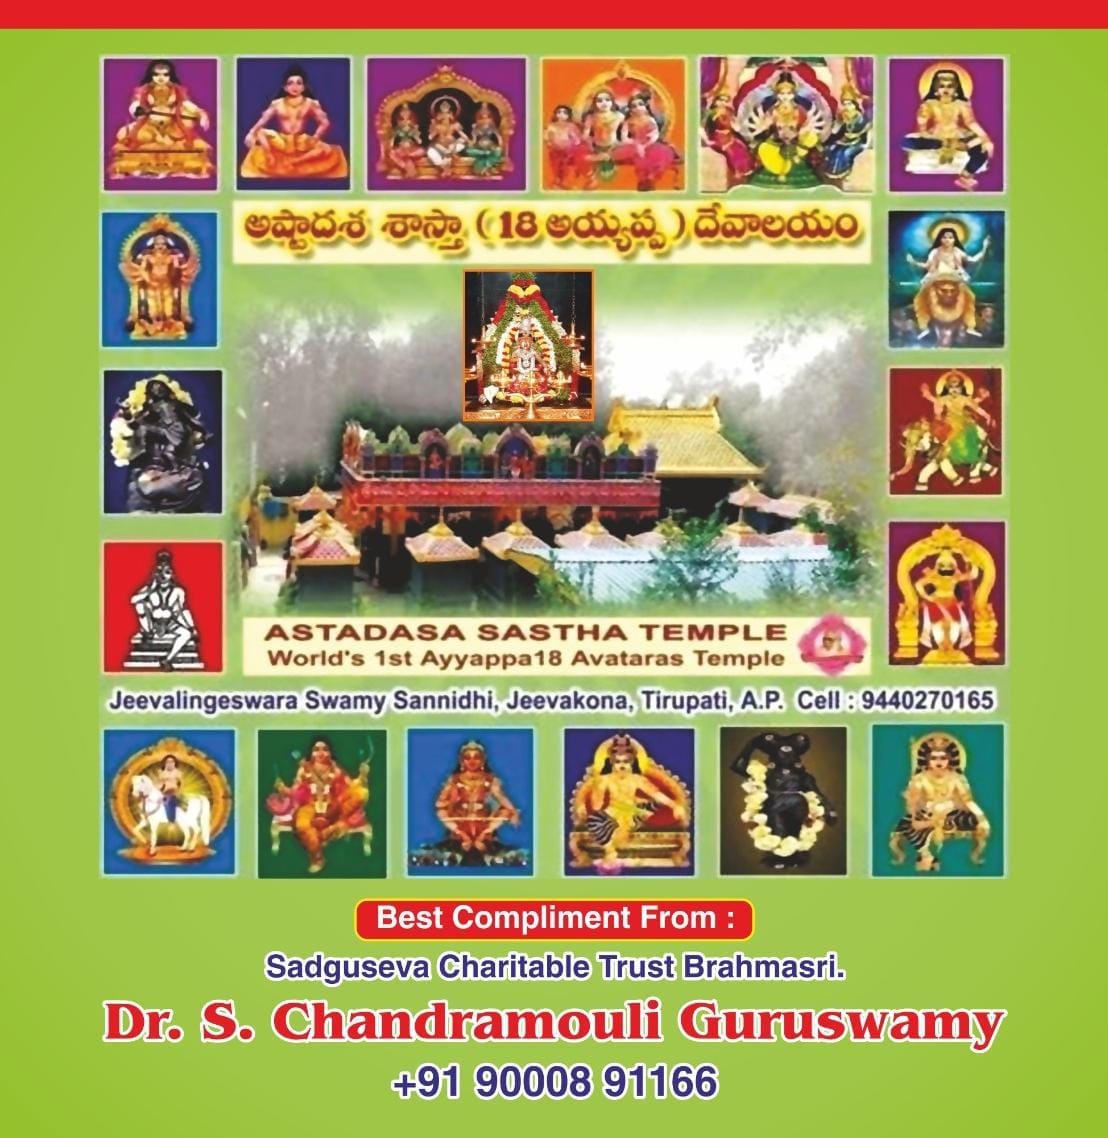 అష్టాదశ శాస్తా ( 18 అయ్యప్ప ) దేవాలయం
ASTADASA SASTHA TEMPLE
World's 1st Ayyappa18 Avataras Temple
Jeevalingeswara Swamy Sannidhi, Jeevakona, Tirupati, A.P. Cell : 9440270165
Best Compliment From :
Sadguseva Charitable Trust Brahmasri.
Dr. S. Chandramouli Guruswamy
+91 90008 91166